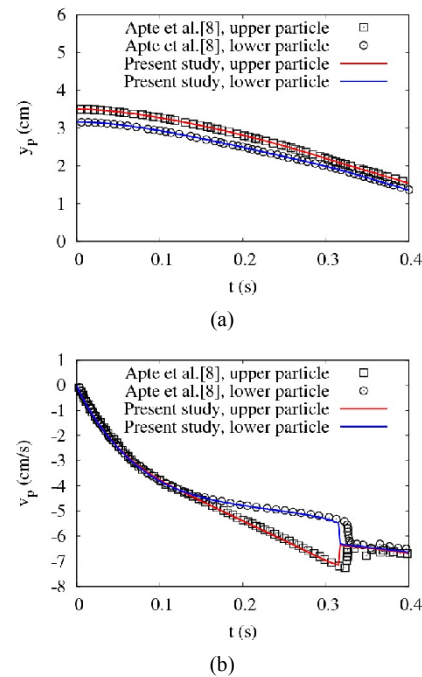 6
5
4
3
2
1
0
y_p (cm)
Apte et al.[8], upper particle
Apte et al.[8], lower particle
Present study, upper particle
Present study, lower particle
0 0.1 0.2 0.3 0.4
t (s)
(a)
1
0
-1
-2
-3
-4
-5
-6
-7
-8
v_p (cm/s)
Apte et al.[8], upper particle
Apte et al.[8], lower particle
Present study, upper particle
Present study, lower particle
0 0.1 0.2 0.3 0.4
t (s)
(b)